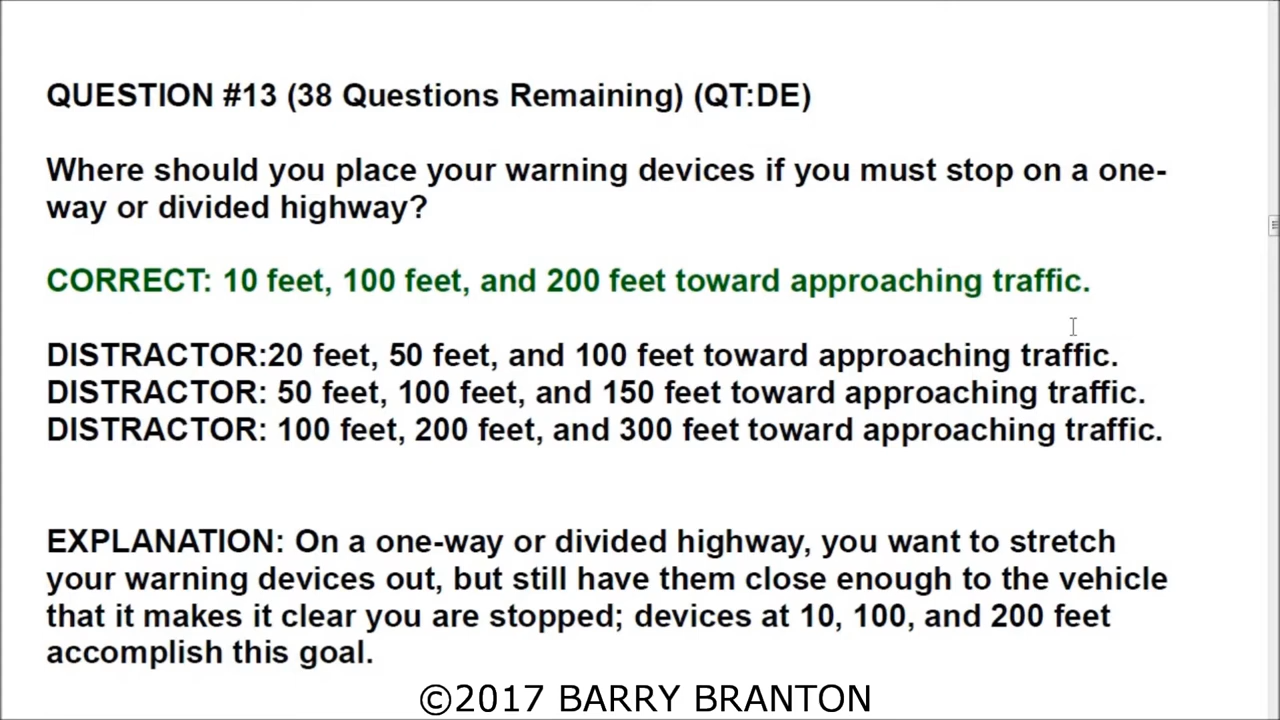 QUESTION #13 (38 Questions Remaining) (QT:DE)
Where should you place your warning devices if you must stop on a one-
way or divided highway?
CORRECT: 10 feet, 100 feet, and 200 feet toward approaching traffic.
DISTRACTOR:20 feet, 50 feet, and 100 feet toward approaching traffic.
DISTRACTOR: 50 feet, 100 feet, and 150 feet toward approaching traffic.
DISTRACTOR: 100 feet, 200 feet, and 300 feet toward approaching traffic.
EXPLANATION: On a one-way or divided highway, you want to stretch
your warning devices out, but still have them close enough to the vehicle
that it makes it clear you are stopped; devices at 10, 100, and 200 feet
accomplish this goal.
©2017 BARRY BRANTON